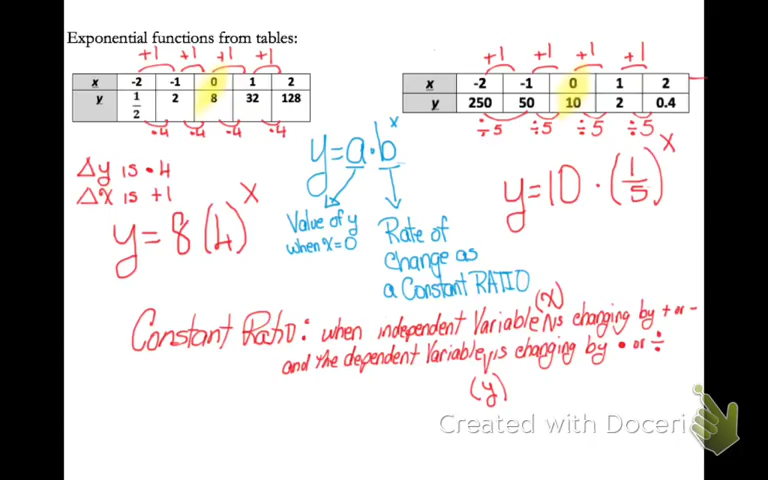 Exponential functions from tables:
+1 +1 +1 +1
x -2 -1 0 1 2
y 1/2 2 8 32 128
·4 ·4 ·4 ·4
+1 +1 +1 +1
x -2 -1 0 1 2
y 250 50 10 2 0.4
÷5 ÷5 ÷5 ÷5
Δy is ·4
Δx is +1
y=8(4)^x
y=a·b^x
Value of y
when x=0
Rate of
change as
a Constant RATIO
y=10·(1/5)^x
Constant Ratio: when independent Variable (x) is changing by + or -
and the dependent Variable is changing by • or ÷
(y)
Created with Doceri